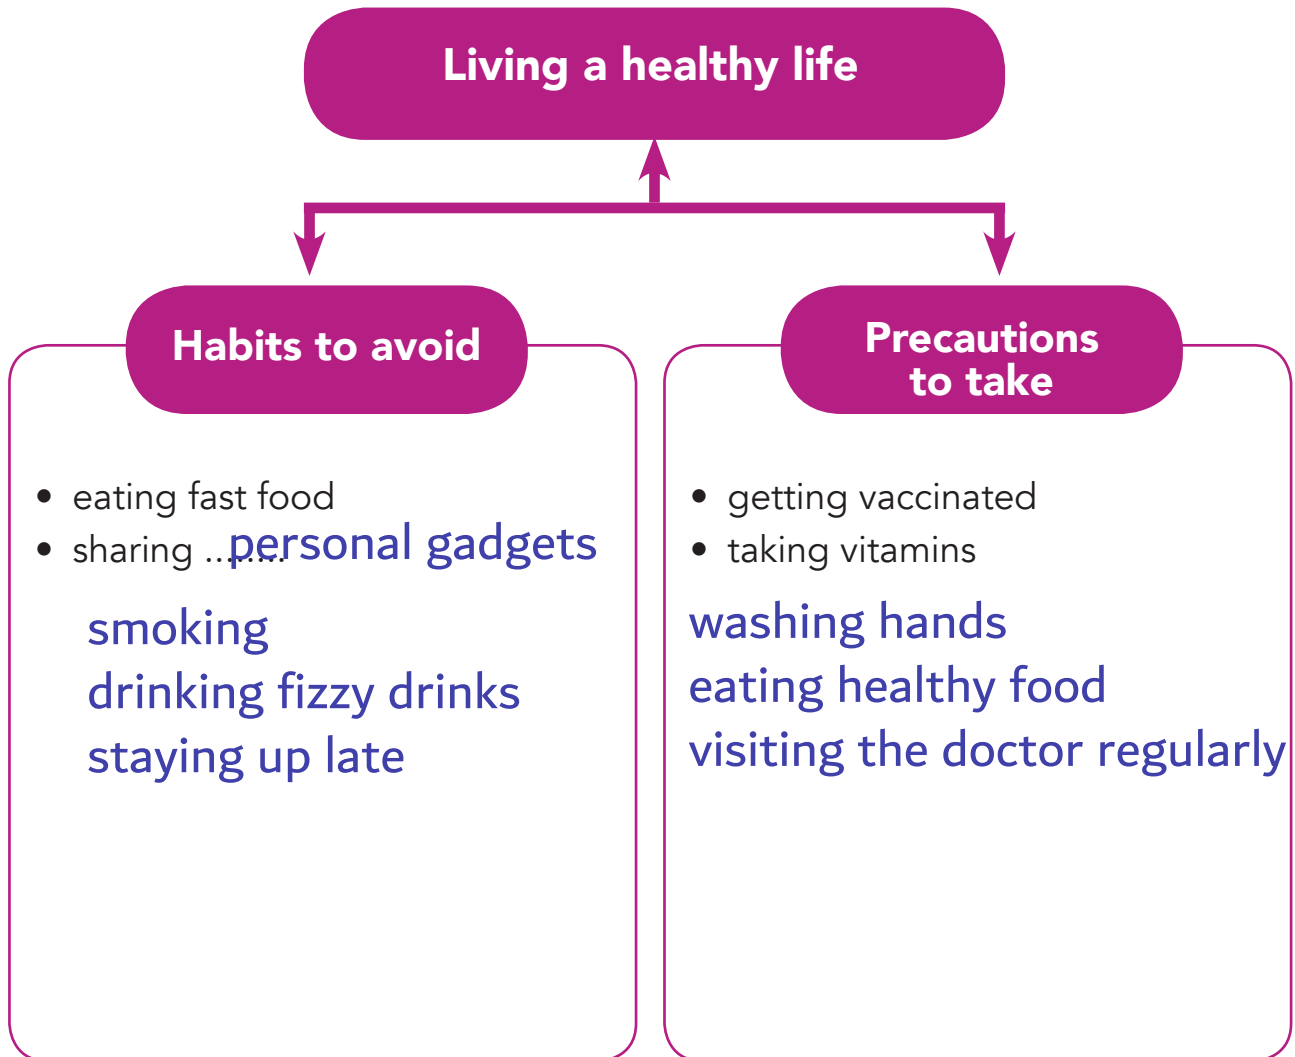 Living a healthy life
Habits to avoid
• eating fast food
• sharing ........personal gadgets
smoking
drinking fizzy drinks
staying up late
Precautions
to take
• getting vaccinated
• taking vitamins
washing hands
eating healthy food
visiting the doctor regularly